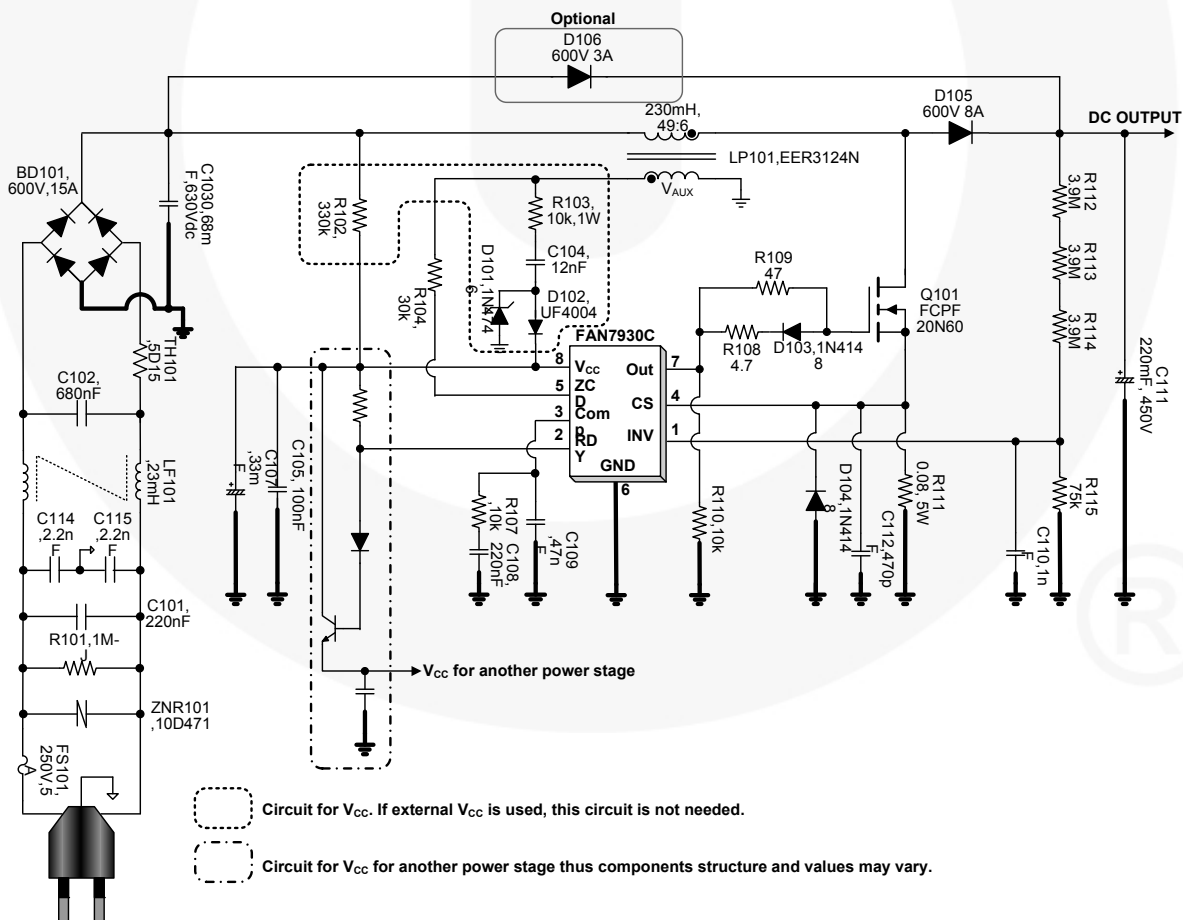 Optional
D106
600V 3A
230mH,
49:6
D105
600V 8A
DC OUTPUT
LP101,EER3124N
V_AUX
BD101,
600V,15A
C1030,68m
F,630Vdc
R102,
330k
R103,
10k,1W
C104,
12nF
D101,1N474
6
D102,
UF4004
R104,
30k
R109
47
R108
4.7
D103,1N414
8
Q101
FCPF
20N60
R112
3.9M
R113
3.9M
R114
3.9M
C111
220mF, 450V
FAN7930C
8
V_CC
5
ZC
D
3
Com
p
2
RD
Y
Out
7
CS
4
INV
1
GND
6
TH101
,5D15
C102,
680nF
LF101
,23mH
C114
,2.2n
F
C115
,2.2n
F
C101,
220nF
R101,1M-
J
ZNR101
,10D471
FS101,
250V,5
A
C107
,33m
F
C105, 100nF
R107
,10k
C108,
220nF
C109
,47n
F
R110,10k
D104,1N414
8
C112,470p
F
R111
0.08, 5W
C110,1n
F
R115
75k
V_CC for another power stage
Circuit for V_CC. If external V_CC is used, this circuit is not needed.
Circuit for V_CC for another power stage thus components structure and values may vary.
®